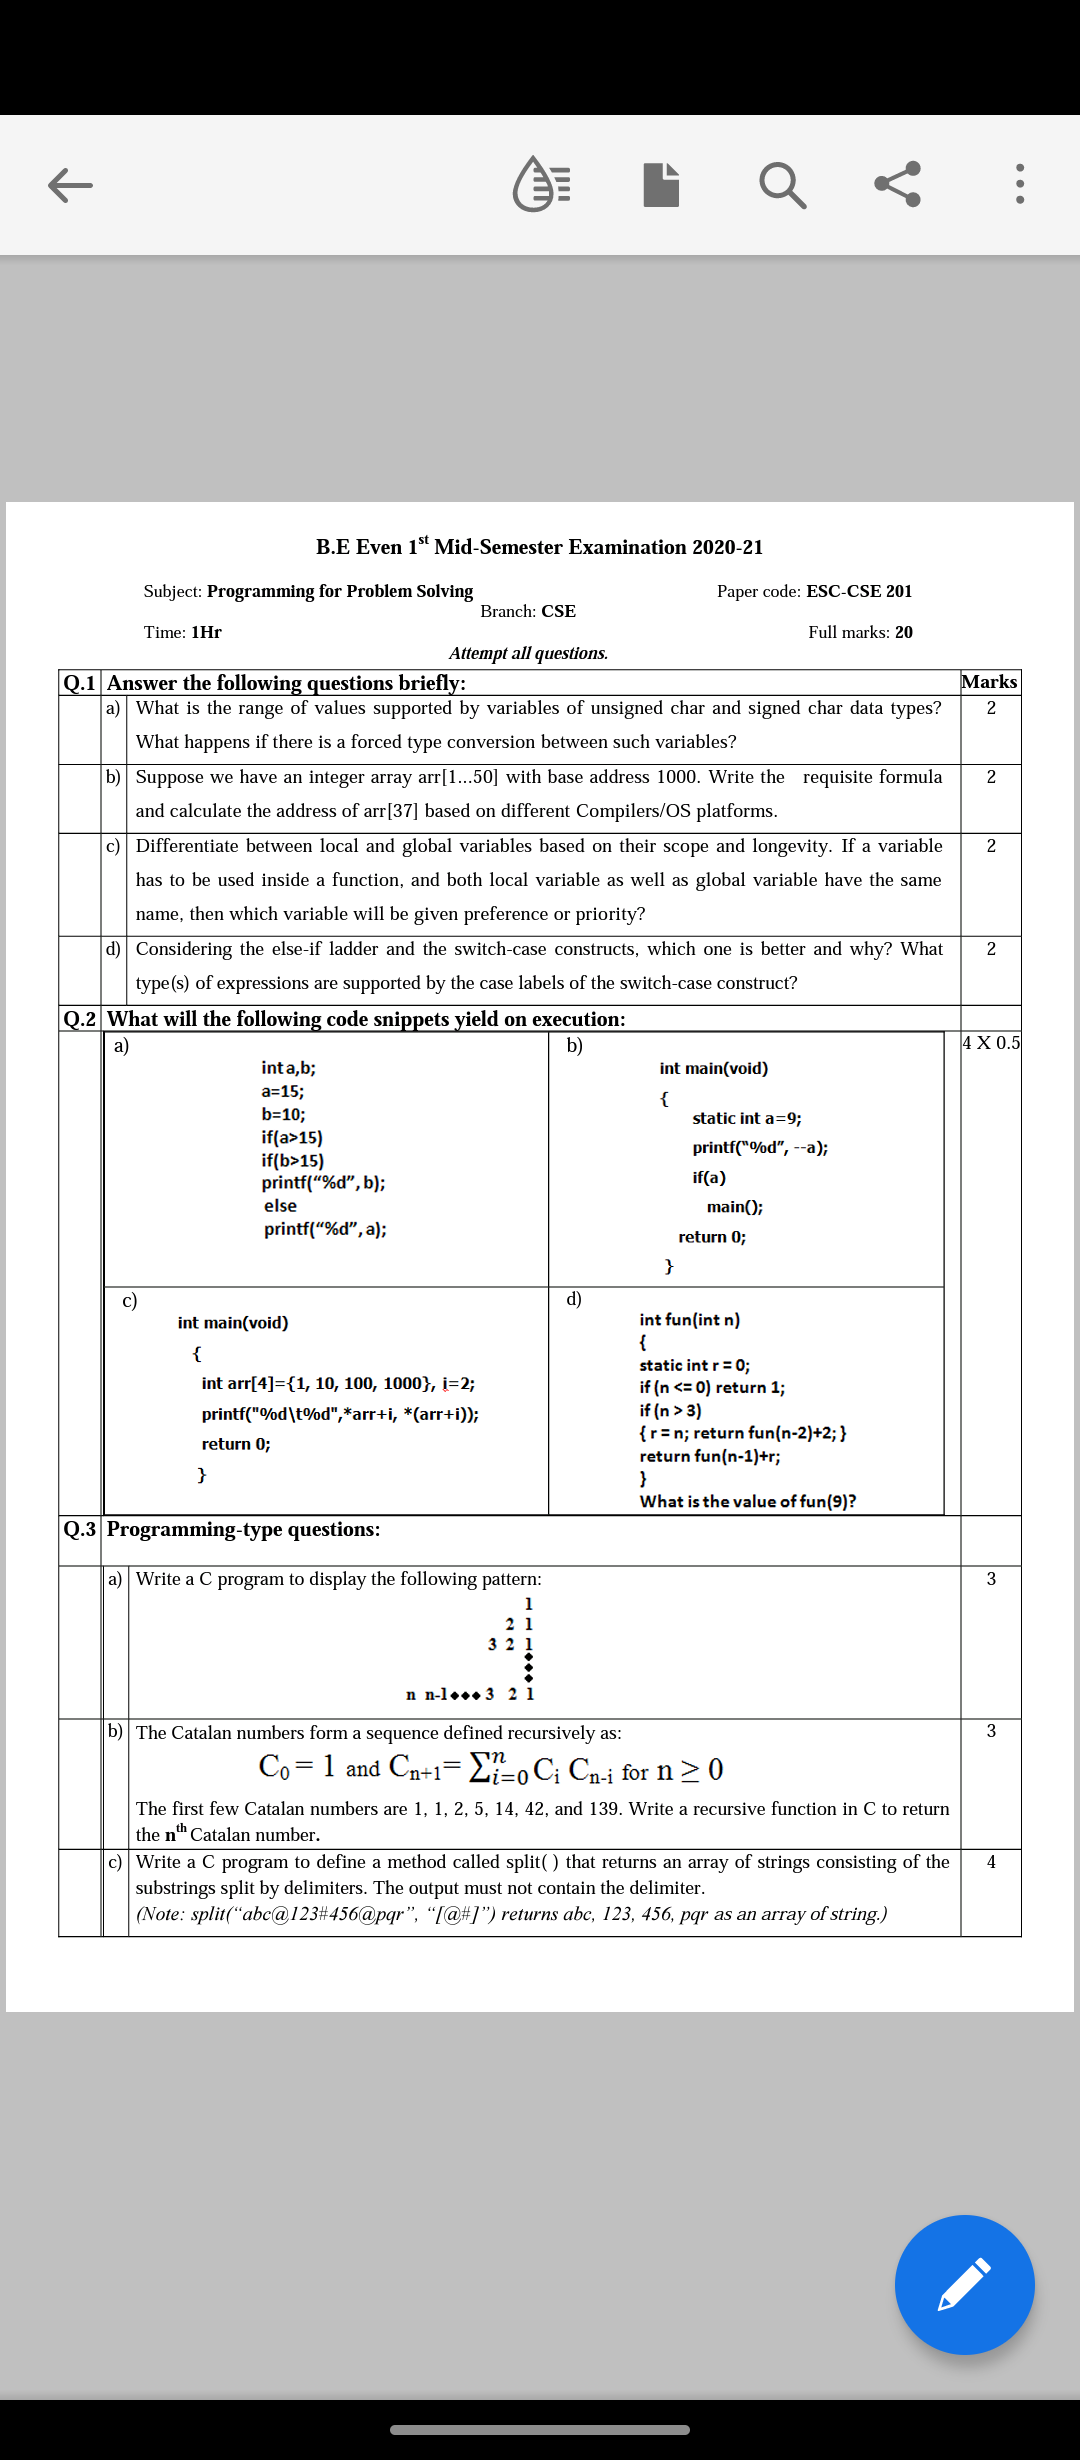 B.E Even 1st Mid-Semester Examination 2020-21
Subject: Programming for Problem Solving
Paper code: ESC-CSE 201
Branch: CSE
Time: 1Hr
Full marks: 20
Attempt all questions.
Q.1 Answer the following questions briefly: Marks
a) What is the range of values supported by variables of unsigned char and signed char data types? 2
What happens if there is a forced type conversion between such variables?
b) Suppose we have an integer array arr[1...50] with base address 1000. Write the requisite formula 2
and calculate the address of arr[37] based on different Compilers/OS platforms.
c) Differentiate between local and global variables based on their scope and longevity. If a variable 2
has to be used inside a function, and both local variable as well as global variable have the same
name, then which variable will be given preference or priority?
d) Considering the else-if ladder and the switch-case constructs, which one is better and why? What 2
type(s) of expressions are supported by the case labels of the switch-case construct?
Q.2 What will the following code snippets yield on execution:
4 X 0.5
a)
int a,b;
a=15;
b=10;
if(a>15)
if(b>15)
printf(“%d”, b);
else
printf(“%d”, a);
b)
int main(void)
{
static int a=9;
printf(“%d”, --a);
if(a)
main();
return 0;
}
c)
int main(void)
{
int arr[4]={1, 10, 100, 1000}, i=2;
printf("%d\t%d",*arr+i, *(arr+i));
return 0;
}
d)
int fun(int n)
{
static int r = 0;
if (n <= 0) return 1;
if (n > 3)
{ r = n; return fun(n-2)+2; }
return fun(n-1)+r;
}
What is the value of fun(9)?
Q.3 Programming-type questions:
a) Write a C program to display the following pattern: 3
1
2 1
3 2 1
n n-1◆◆◆3 2 1
b) The Catalan numbers form a sequence defined recursively as: 3
C₀ = 1 and Cₙ₊₁= ∑ⁿᵢ₌₀ Cᵢ Cₙ₋ᵢ for n ≥ 0
The first few Catalan numbers are 1, 1, 2, 5, 14, 42, and 139. Write a recursive function in C to return
the nth Catalan number.
c) Write a C program to define a method called split( ) that returns an array of strings consisting of the 4
substrings split by delimiters. The output must not contain the delimiter.
(Note: split(“abc@123#456@pqr”, “[@#]”) returns abc, 123, 456, pqr as an array of string.)